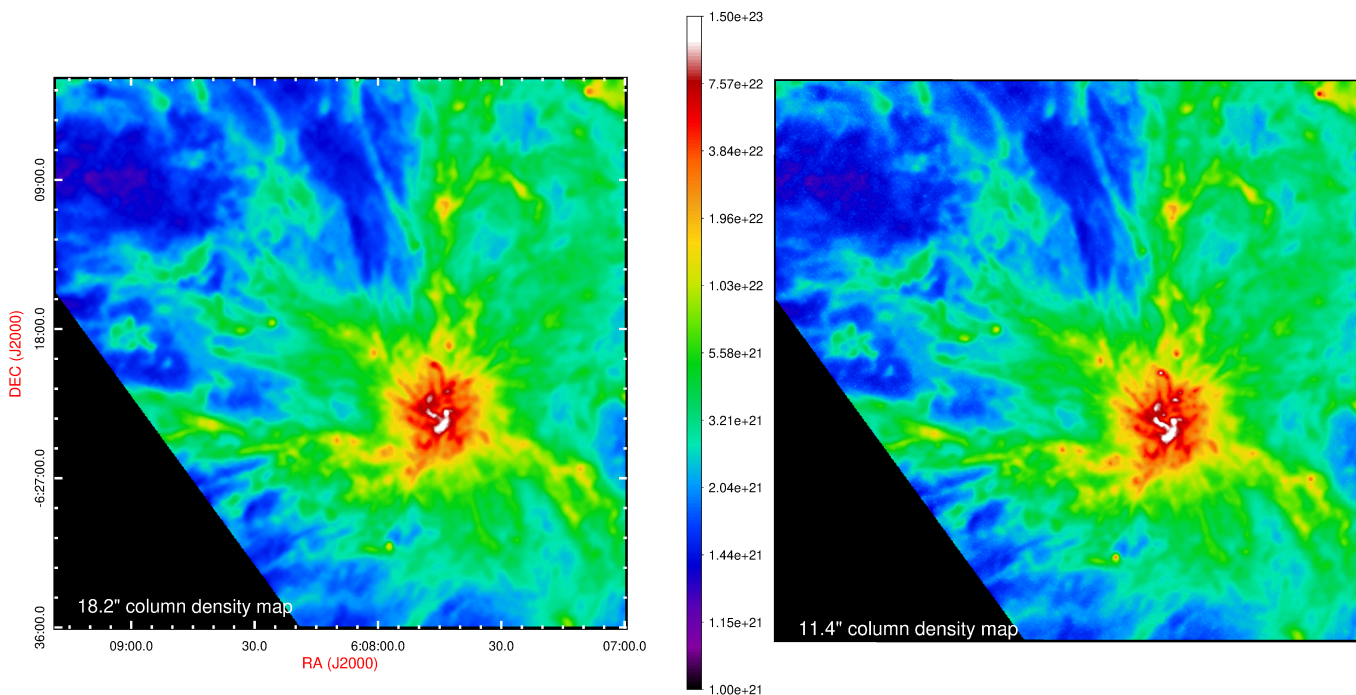 1.50e+23
7.57e+22
3.84e+22
1.96e+22
1.03e+22
5.58e+21
3.21e+21
2.04e+21
1.44e+21
1.15e+21
1.00e+21
DEC (J2000)
09:00.0
18:00.0
-6:27:00.0
36:00.0
18.2" column density map
09:00.0
30.0
6:08:00.0
30.0
07:00.0
RA (J2000)
11.4" column density map